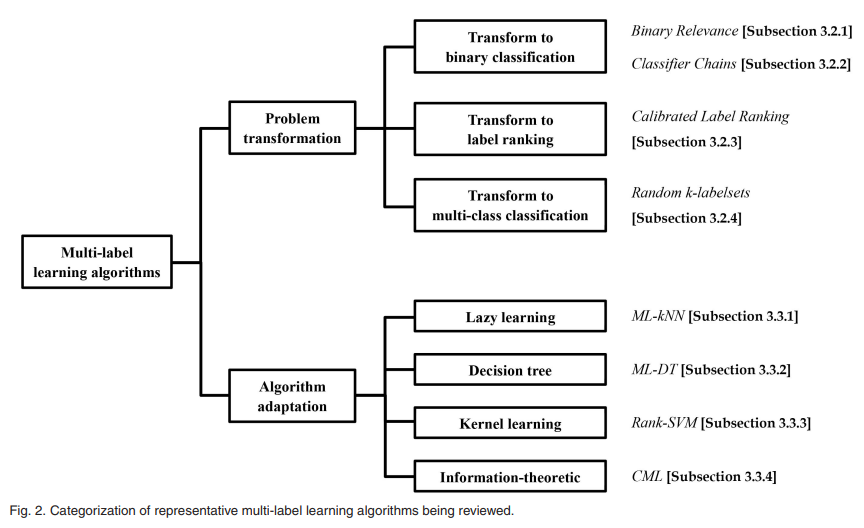 Multi-label
learning algorithms
Problem
transformation
Transform to
binary classification
Binary Relevance [Subsection 3.2.1]
Classifier Chains [Subsection 3.2.2]
Transform to
label ranking
Calibrated Label Ranking
[Subsection 3.2.3]
Transform to
multi-class classification
Random k-labelsets
[Subsection 3.2.4]
Algorithm
adaptation
Lazy learning
ML-kNN [Subsection 3.3.1]
Decision tree
ML-DT [Subsection 3.3.2]
Kernel learning
Rank-SVM [Subsection 3.3.3]
Information-theoretic
CML [Subsection 3.3.4]
Fig. 2. Categorization of representative multi-label learning algorithms being reviewed.